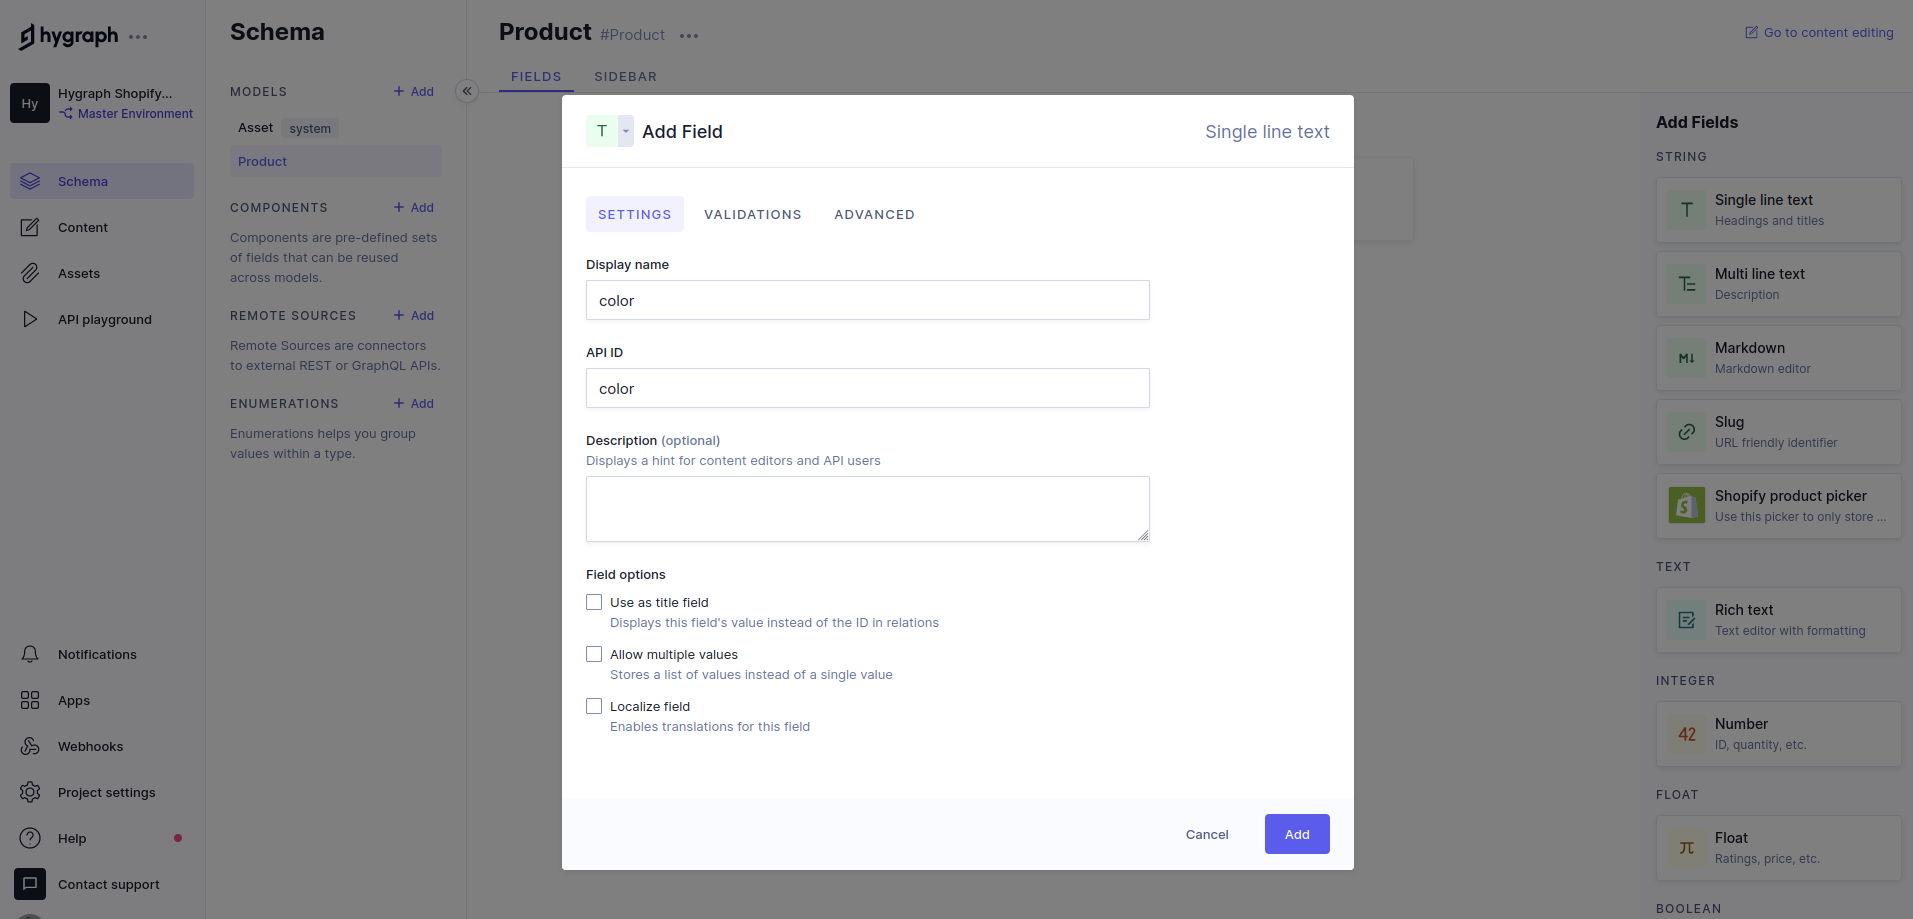 hygraph
Hy
Hygraph Shopify...
Master Environment
Schema
Content
Assets
API playground
Notifications
Apps
Webhooks
Project settings
Help
Contact support
Schema
MODELS
+ Add
Asset system
Product
COMPONENTS
+ Add
Components are pre-defined sets
of fields that can be reused
across models.
REMOTE SOURCES
+ Add
Remote Sources are connectors
to external REST or GraphQL APIs.
ENUMERATIONS
+ Add
Enumerations helps you group
values within a type.
Product #Product
Go to content editing
FIELDS SIDEBAR
T Add Field
Single line text
SETTINGS VALIDATIONS ADVANCED
Display name
color
API ID
color
Description (optional)
Displays a hint for content editors and API users
Field options
Use as title field
Displays this field's value instead of the ID in relations
Allow multiple values
Stores a list of values instead of a single value
Localize field
Enables translations for this field
Cancel
Add
Add Fields
STRING
T
Single line text
Headings and titles
T
Multi line text
Description
M↓
Markdown
Markdown editor
Slug
URL friendly identifier
S
Shopify product picker
Use this picker to only store ...
TEXT
Rich text
Text editor with formatting
INTEGER
42
Number
ID, quantity, etc.
FLOAT
π
Float
Ratings, price, etc.
BOOLEAN